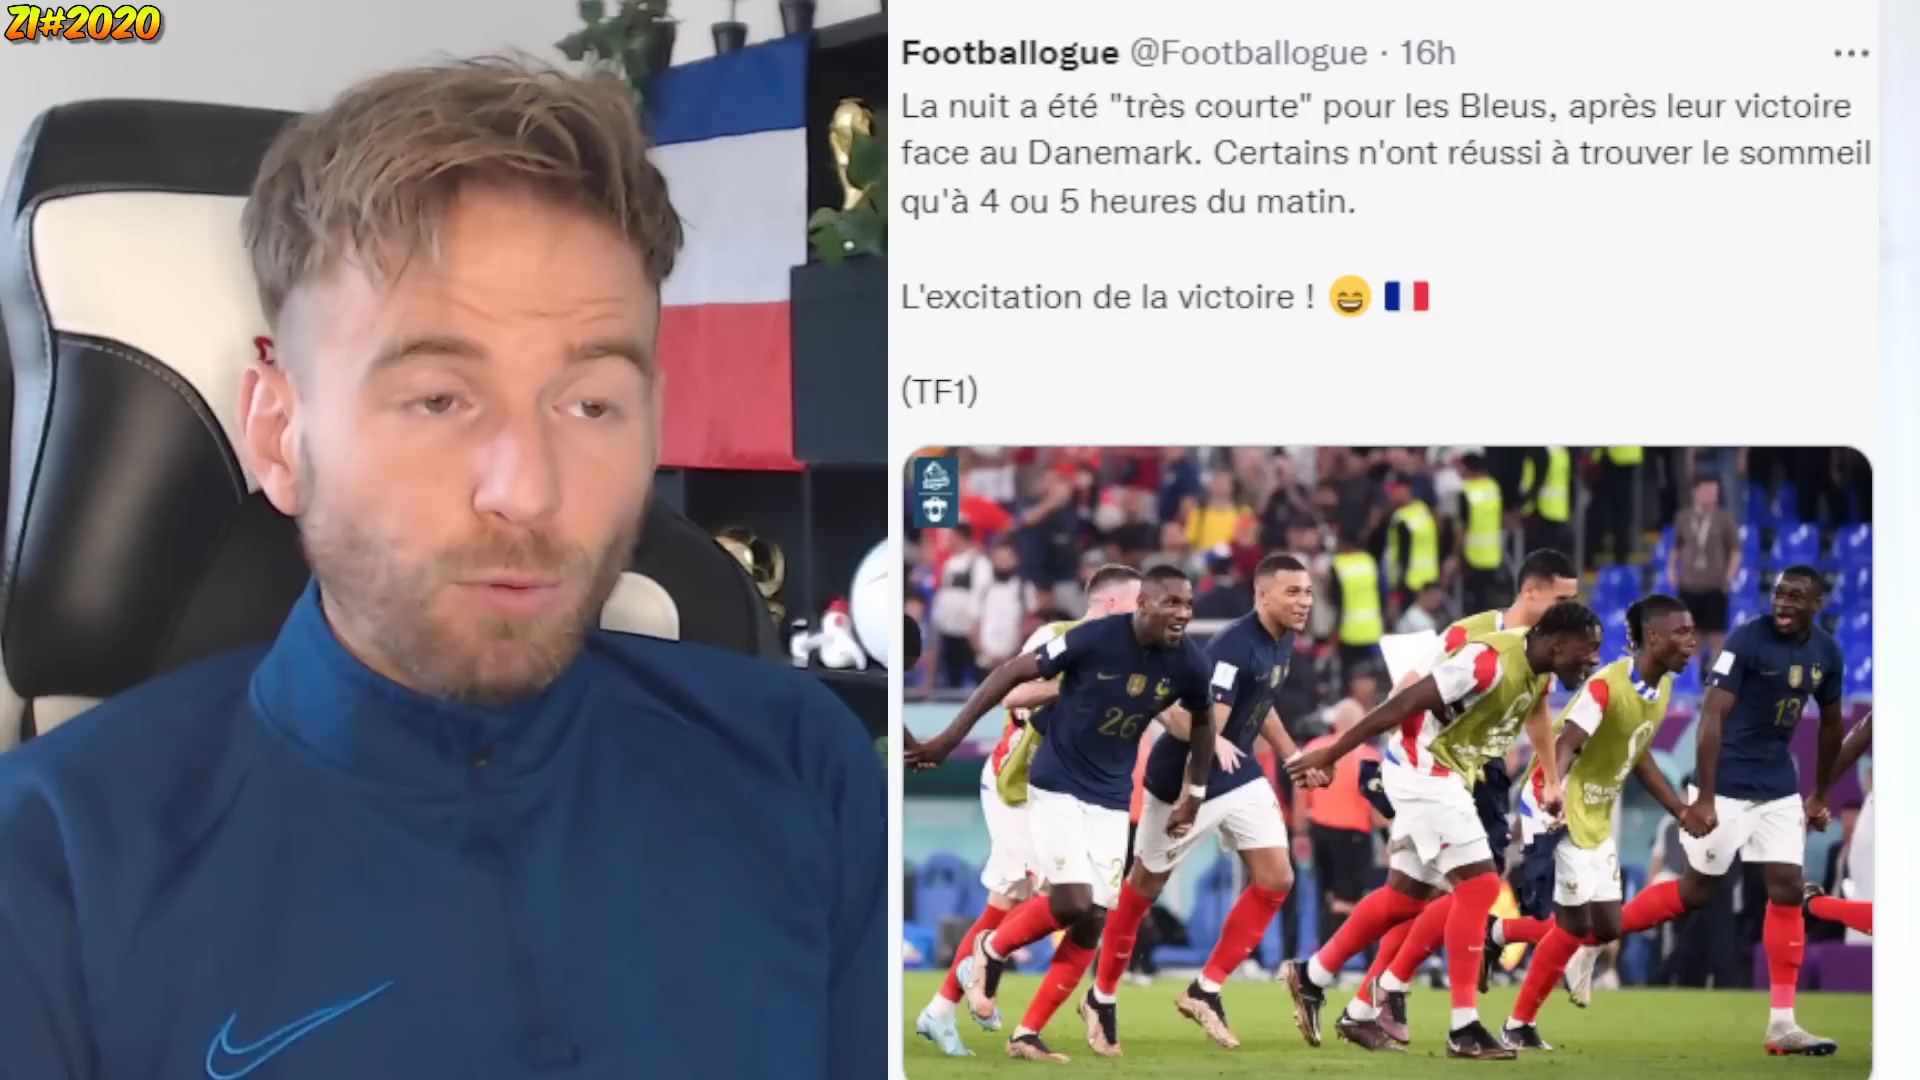 ZI#2020
Footballogue @Footballogue · 16h
La nuit a été "très courte" pour les Bleus, après leur victoire
face au Danemark. Certains n'ont réussi à trouver le sommeil
qu'à 4 ou 5 heures du matin.
L'excitation de la victoire ! 😄 🇫🇷
(TF1)
26
13